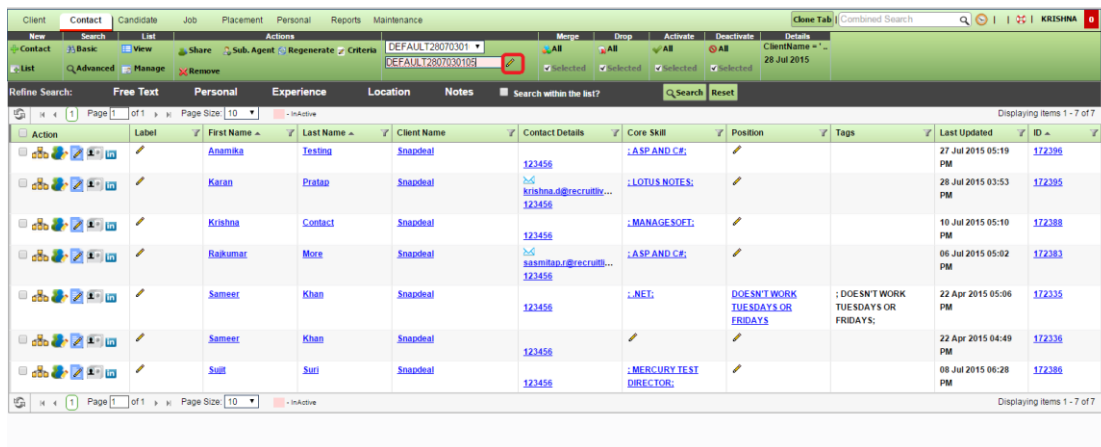 Client Contact Candidate Job Placement Personal Reports Maintenance Clone Tab Combined Search KRISHNA 0
New Search List Actions Merge Drop Activate Deactivate Details
Contact Basic View Share Sub. Agent Regenerate Criteria DEFAULT28070301 All All All All ClientName = '..
List Advanced Manage Remove DEFAULT2807030105 Selected Selected Selected Selected 28 Jul 2015
Refine Search: Free Text Personal Experience Location Notes Search within the list? Search Reset
1 Page 1 of 1 Page Size: 10 - InActive Displaying items 1 - 7 of 7
Action Label First Name Last Name Client Name Contact Details Core Skill Position Tags Last Updated ID
Anamika Testing Snapdeal 123456 ; ASP AND C#; 27 Jul 2015 05:19 PM 172396
Karan Pratap Snapdeal krishna.d@recruitliv... 123456 ; LOTUS NOTES; 28 Jul 2015 03:53 PM 172395
Krishna Contact Snapdeal 123456 ; MANAGESOFT; 10 Jul 2015 05:10 PM 172388
Rajkumar More Snapdeal sasmitap.r@recruitli... 123456 ; ASP AND C#; 06 Jul 2015 05:02 PM 172383
Sameer Khan Snapdeal 123456 ; .NET; DOESN'T WORK TUESDAYS OR FRIDAYS ; DOESN'T WORK TUESDAYS OR FRIDAYS; 22 Apr 2015 05:06 PM 172335
Sameer Khan Snapdeal 123456 22 Apr 2015 04:49 PM 172336
Sujit Suri Snapdeal 123456 ; MERCURY TEST DIRECTOR; 08 Jul 2015 06:28 PM 172386
1 Page 1 of 1 Page Size: 10 - InActive Displaying items 1 - 7 of 7